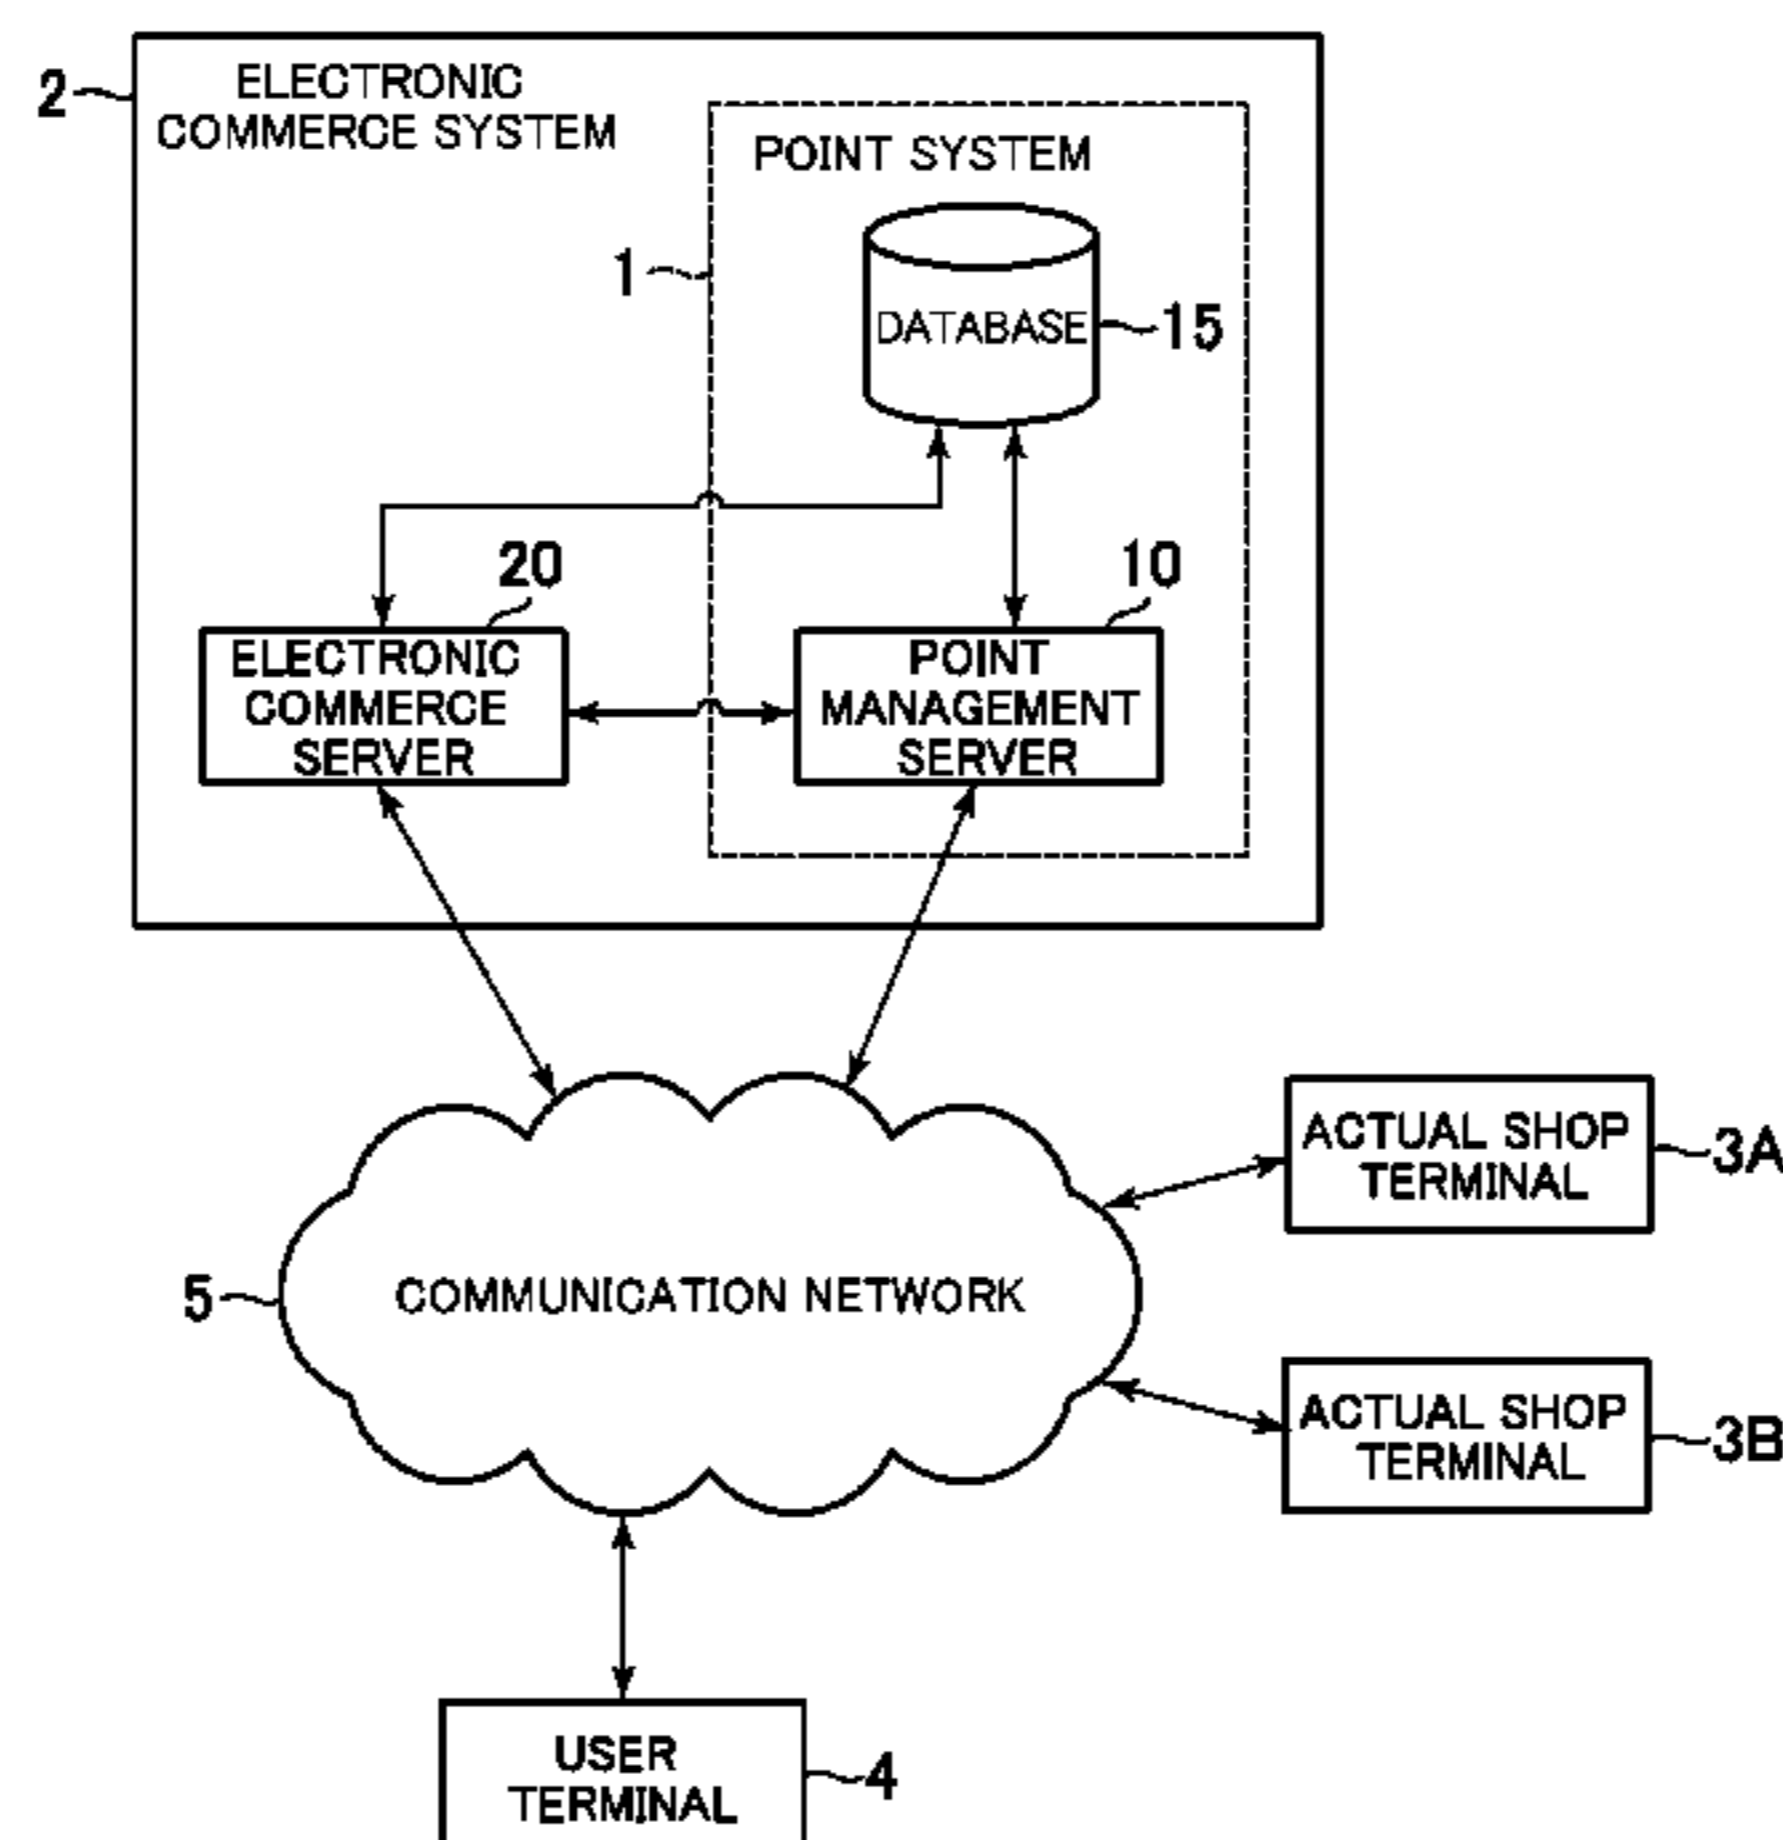 2
ELECTRONIC
COMMERCE SYSTEM
POINT SYSTEM
1
DATABASE
15
20
10
ELECTRONIC
COMMERCE
SERVER
POINT
MANAGEMENT
SERVER
ACTUAL SHOP
TERMINAL
3A
5
COMMUNICATION NETWORK
ACTUAL SHOP
TERMINAL
3B
USER
TERMINAL
4